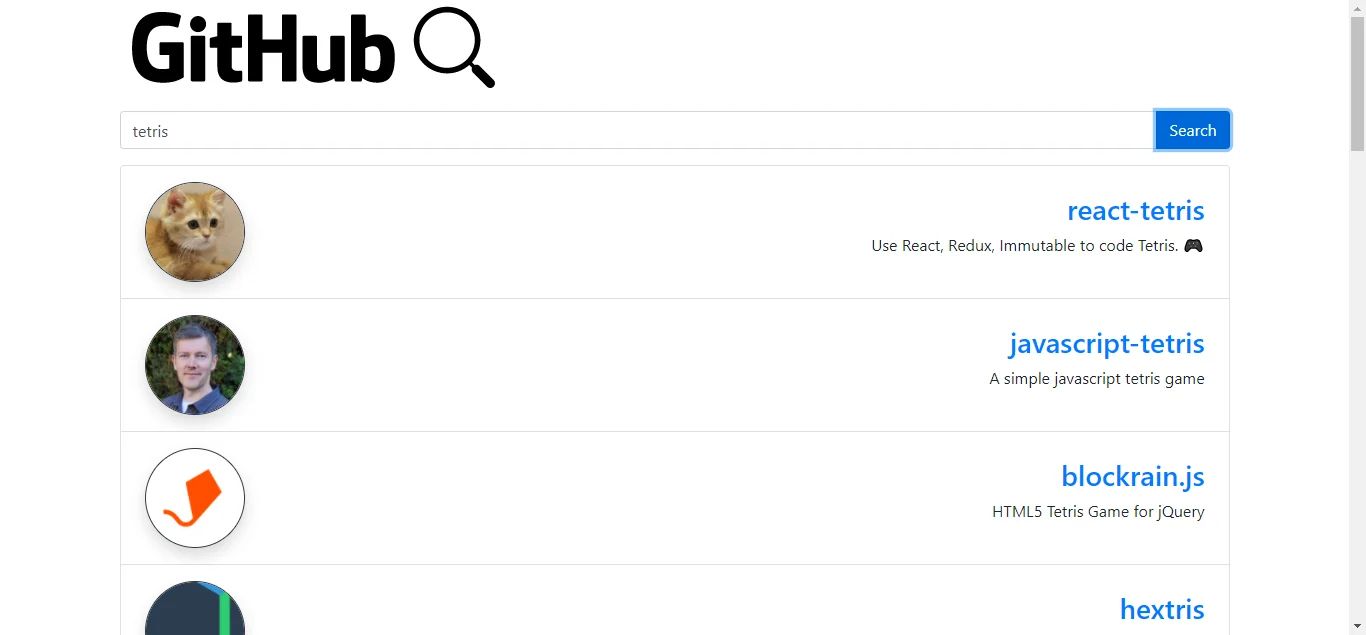 GitHub
tetris
Search
react-tetris
Use React, Redux, Immutable to code Tetris. 🎮
javascript-tetris
A simple javascript tetris game
blockrain.js
HTML5 Tetris Game for jQuery
hextris